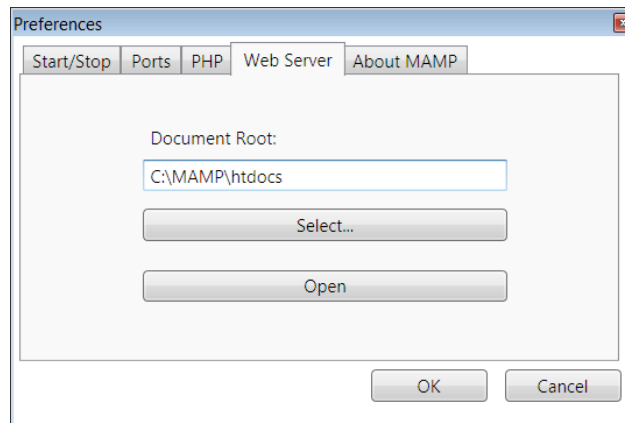 Preferences
Start/Stop Ports PHP Web Server About MAMP
Document Root:
C:\MAMP\htdocs
Select...
Open
OK Cancel